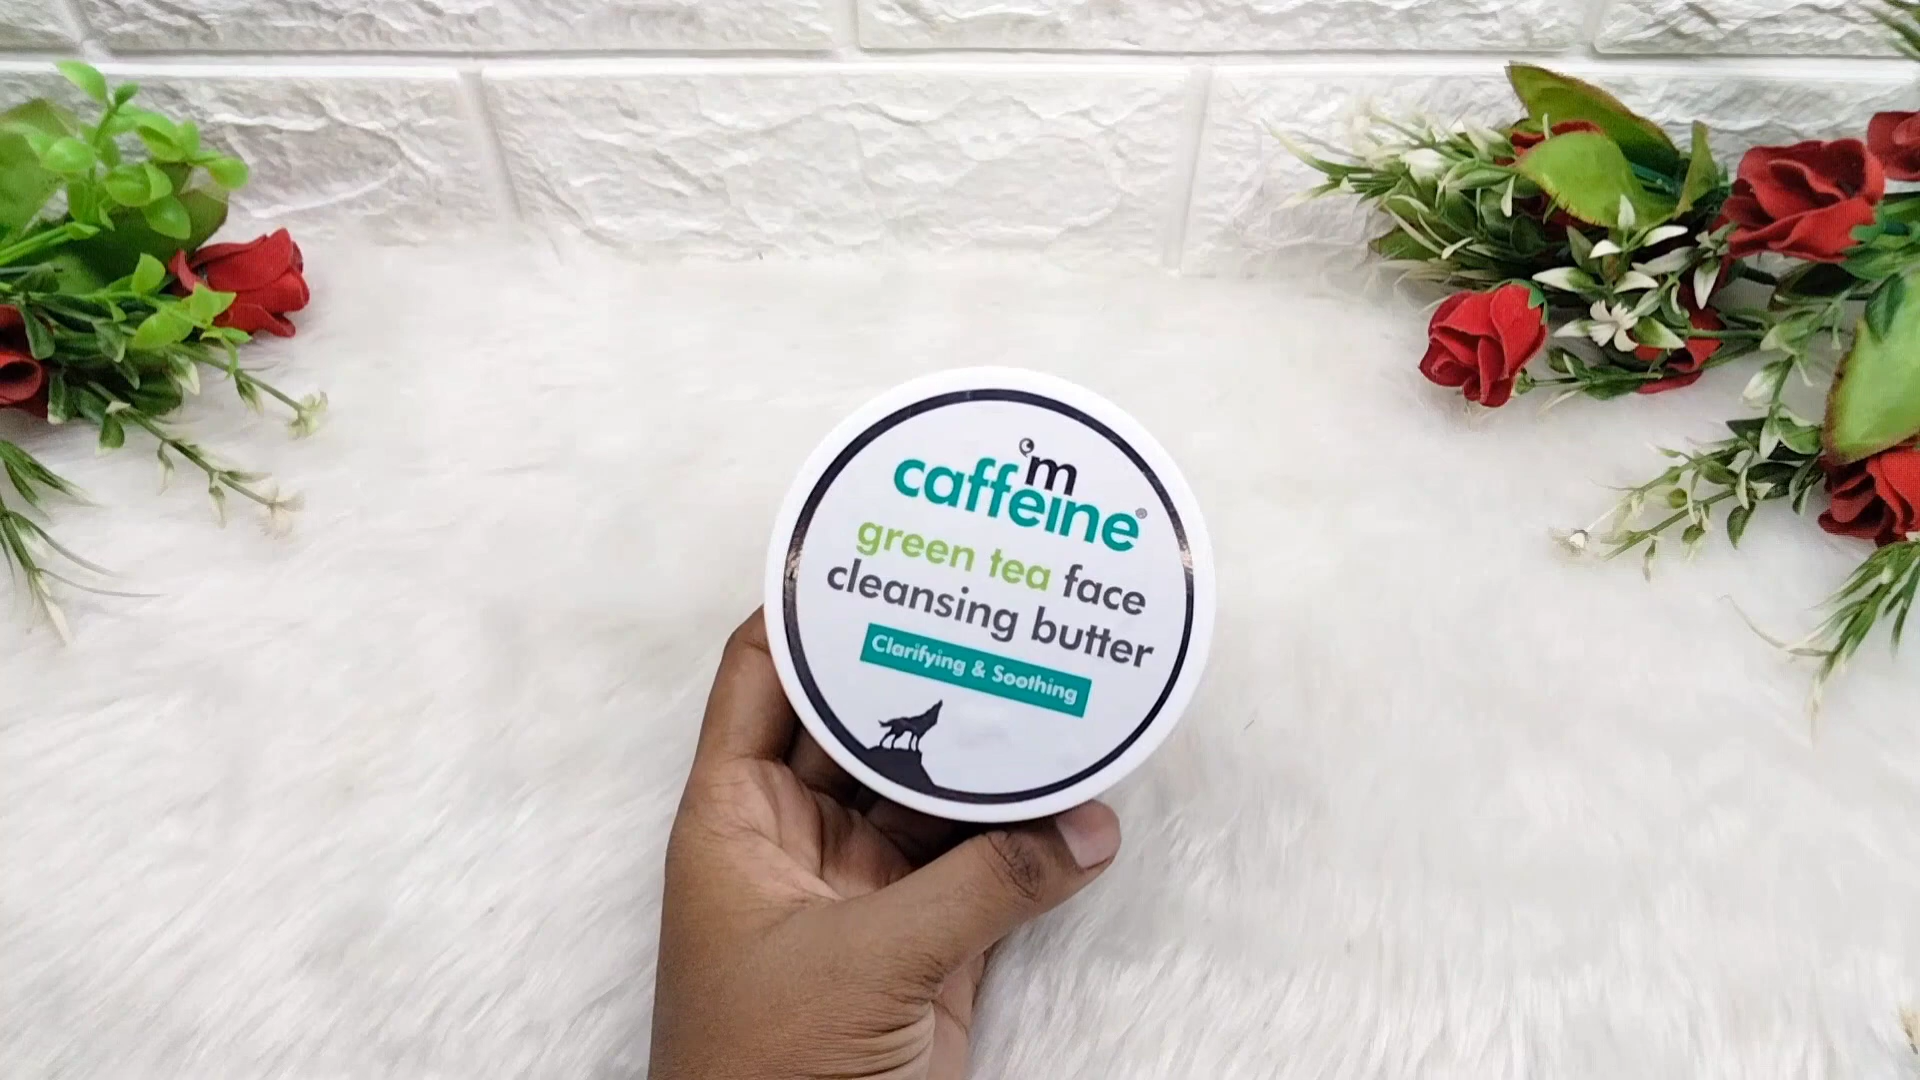 'm
caffeine®
green tea face
cleansing butter
Clarifying & Soothing